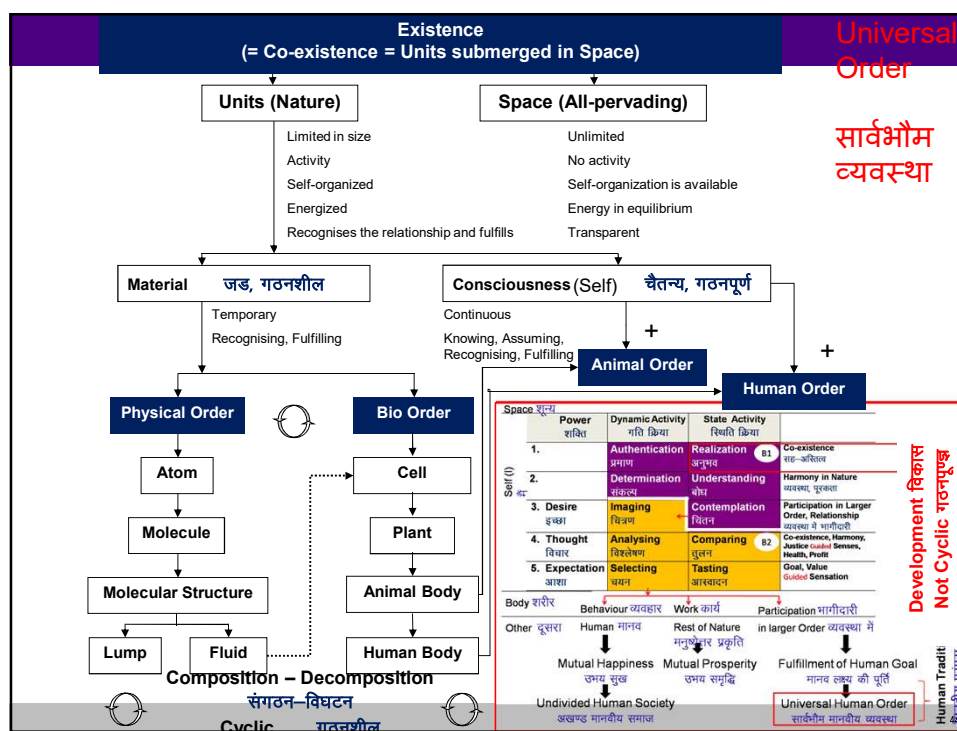 Existence
(= Co-existence = Units submerged in Space)
Universal
Order
सार्वभौम
व्यवस्था
Units (Nature)
Space (All-pervading)
Limited in size
Activity
Self-organized
Energized
Recognises the relationship and fulfills
Unlimited
No activity
Self-organization is available
Energy in equilibrium
Transparent
Material जड, गठनशील
Consciousness (Self) चैतन्य, गठनपूर्ण
Temporary
Recognising, Fulfilling
Continuous
Knowing, Assuming,
Recognising, Fulfilling
+
+
Animal Order
Human Order
Physical Order
Bio Order
Atom
Molecule
Molecular Structure
Lump
Fluid
Cell
Plant
Animal Body
Human Body
Composition – Decomposition
संगठन–विघटन
Cyclic गठनशील
Space शून्य
Power
शक्ति
Dynamic Activity
गति क्रिया
State Activity
स्थिति क्रिया
Self (I)
मैं
1.
Authentication
प्रमाण
Realization
अनुभव
B1
Co-existence
सह–अस्तित्व
2.
Determination
संकल्प
Understanding
बोध
Harmony in Nature
व्यवस्था, पूरकता
3. Desire
इच्छा
Imaging
चित्रण
Contemplation
चिंतन
Participation in Larger
Order, Relationship
व्यवस्था में भागीदारी
4. Thought
विचार
Analysing
विश्लेषण
Comparing
तुलन
B2
Co-existence, Harmony,
Justice Guided Senses,
Health, Profit
5. Expectation
आशा
Selecting
चयन
Tasting
आस्वादन
Goal, Value
Guided Sensation
Body शरीर
Behaviour व्यवहार
Work कार्य
Participation भागीदारी
Other दूसरा
Human मानव
Rest of Nature
मनुष्येत्तर प्रकृति
in larger Order व्यवस्था में
Mutual Happiness
उभय सुख
Mutual Prosperity
उभय समृद्धि
Fulfillment of Human Goal
मानव लक्ष्य की पूर्ति
Undivided Human Society
अखण्ड मानवीय समाज
Universal Human Order
सार्वभौम मानवीय व्यवस्था
Development विकास
Not Cyclic
Human Traditi
4